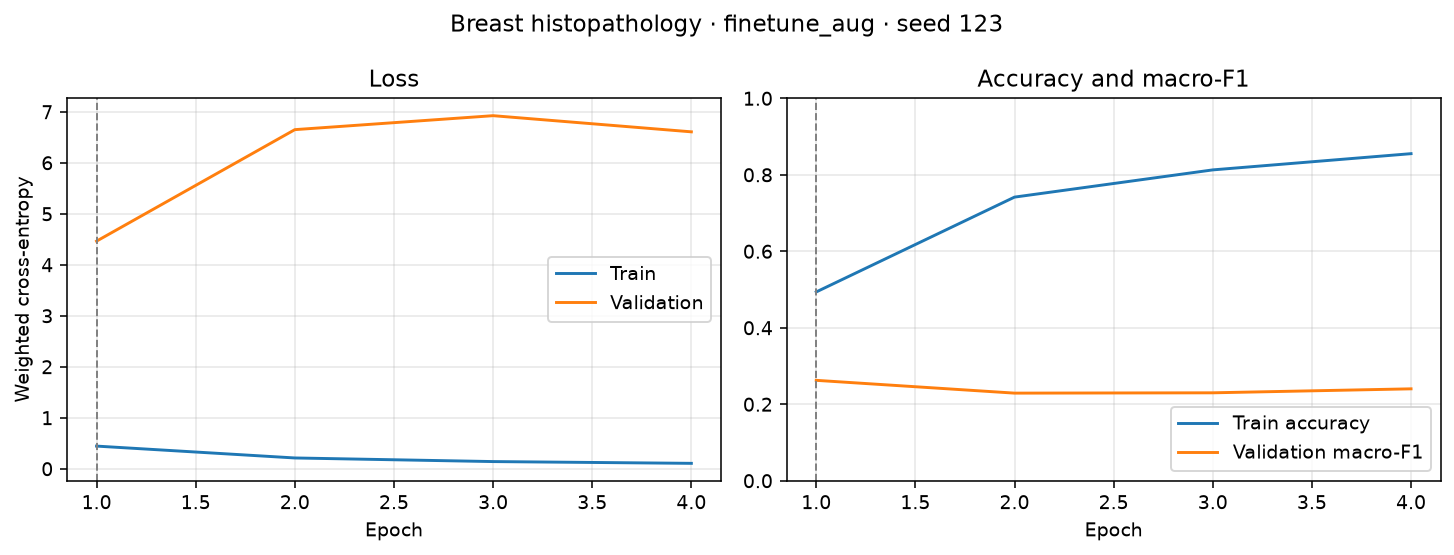 Breast histopathology · finetune_aug · seed 123
Loss
Weighted cross-entropy
7
6
5
4
3
2
1
0
Train
Validation
1.0 1.5 2.0 2.5 3.0 3.5 4.0
Epoch
Accuracy and macro-F1
1.0
0.8
0.6
0.4
0.2
0.0
Train accuracy
Validation macro-F1
1.0 1.5 2.0 2.5 3.0 3.5 4.0
Epoch